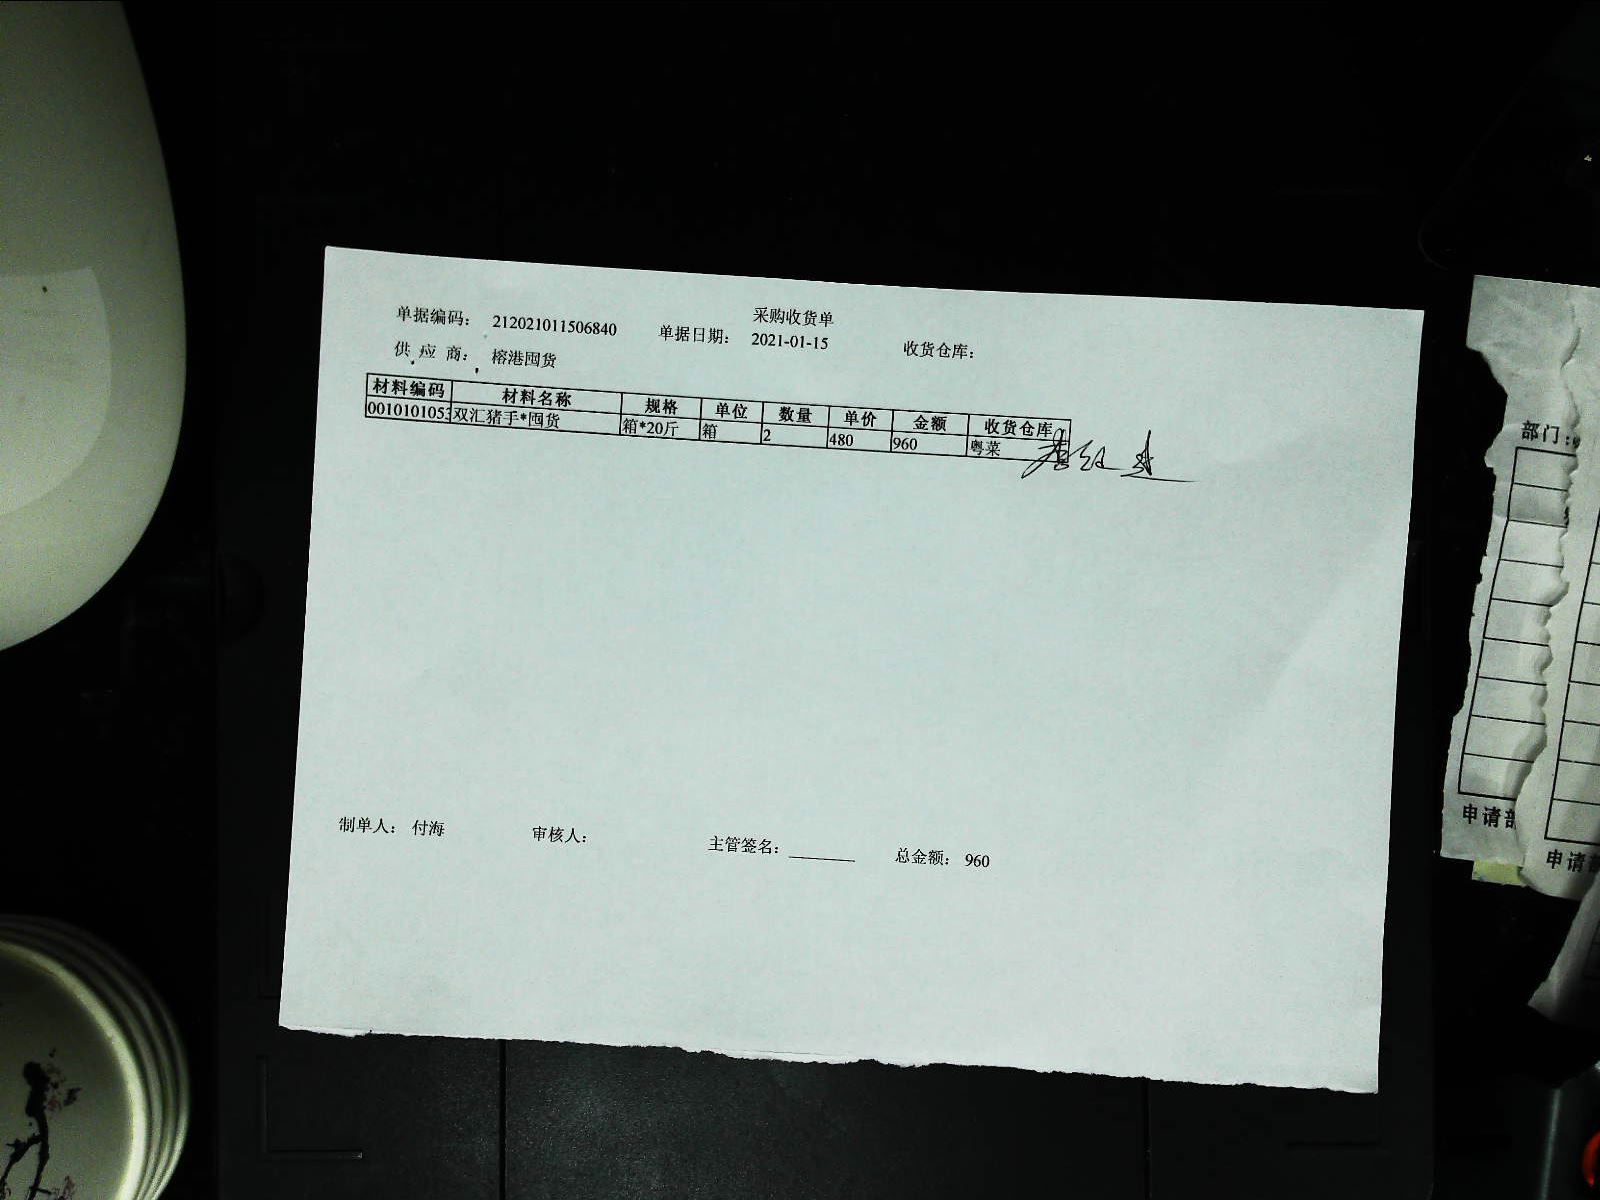 采购收货单
单据编码： 212021011506840 单据日期： 2021-01-15 收货仓库：
供 应 商： 榕港囤货
材料编码 材料名称 规格 单位 数量 单价 金额 收货仓库
0010101053 双汇猪手*囤货 箱*20斤 箱 2 480 960 粤菜
制单人： 付海 审核人： 主管签名： 总金额： 960
部门：
申请部
申请部